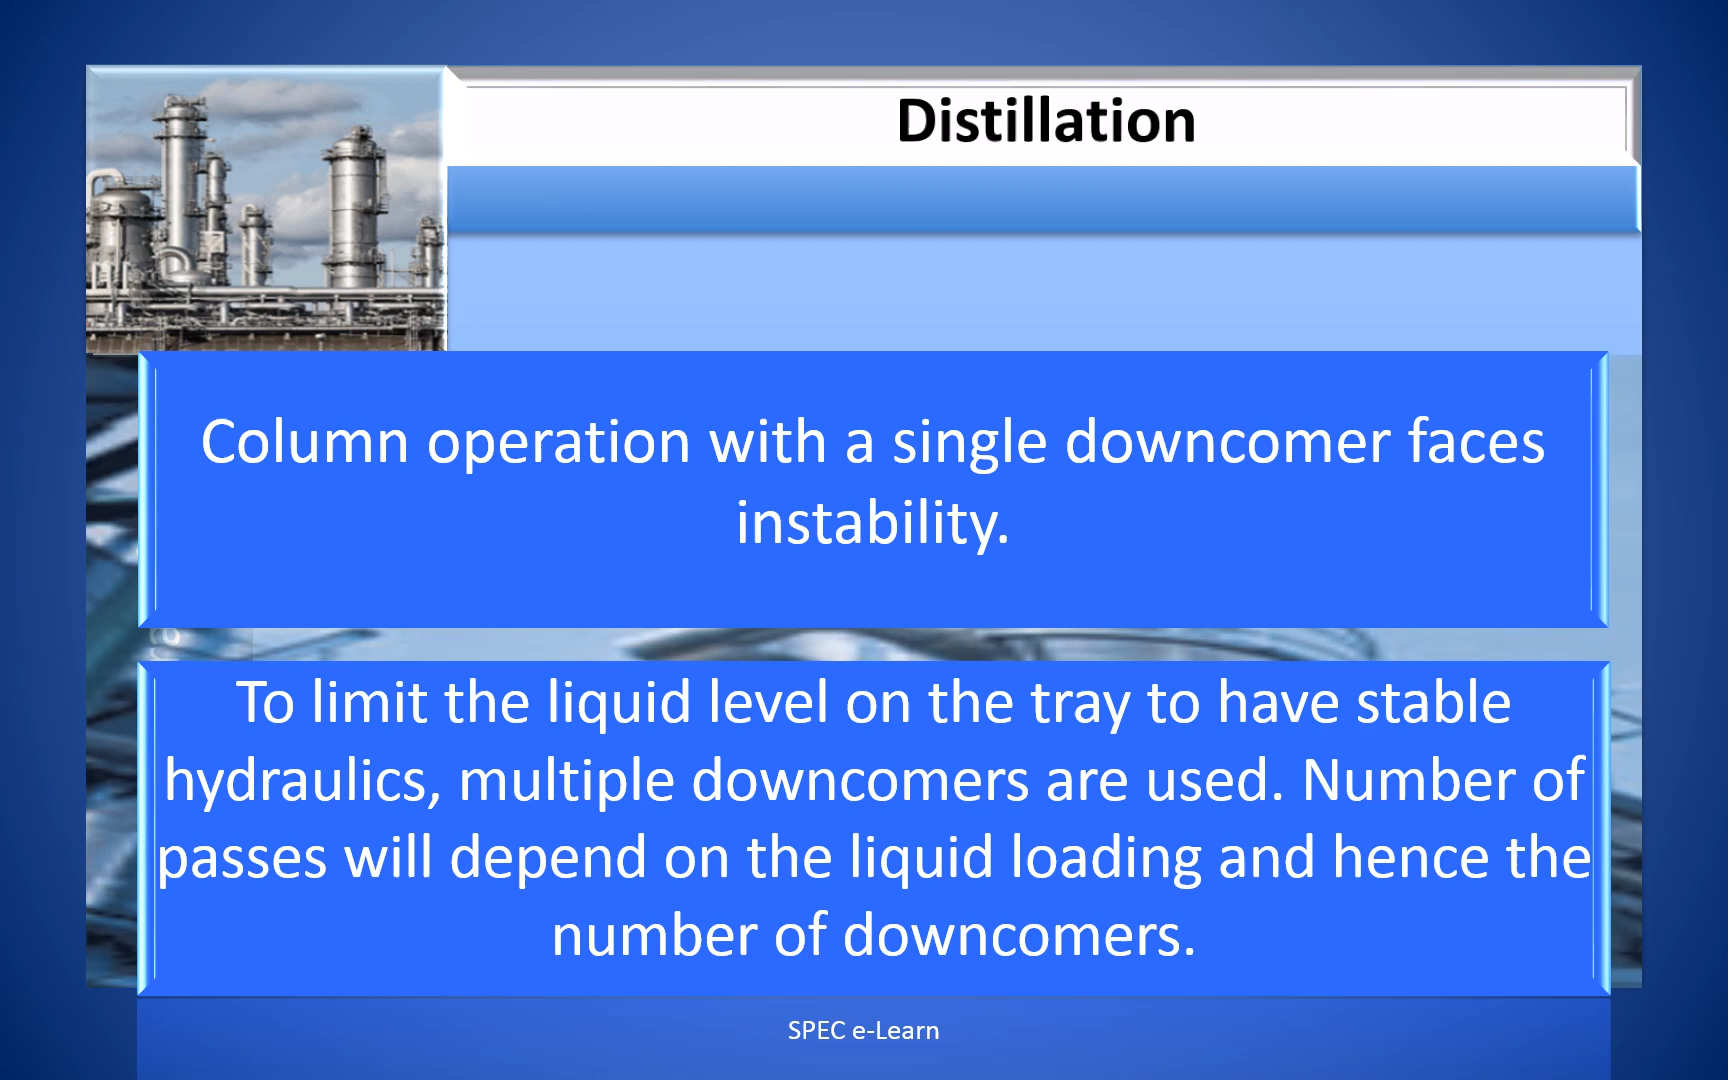 Distillation
Column operation with a single downcomer faces
instability.
To limit the liquid level on the tray to have stable
hydraulics, multiple downcomers are used. Number of
passes will depend on the liquid loading and hence the
number of downcomers.
SPEC e-Learn